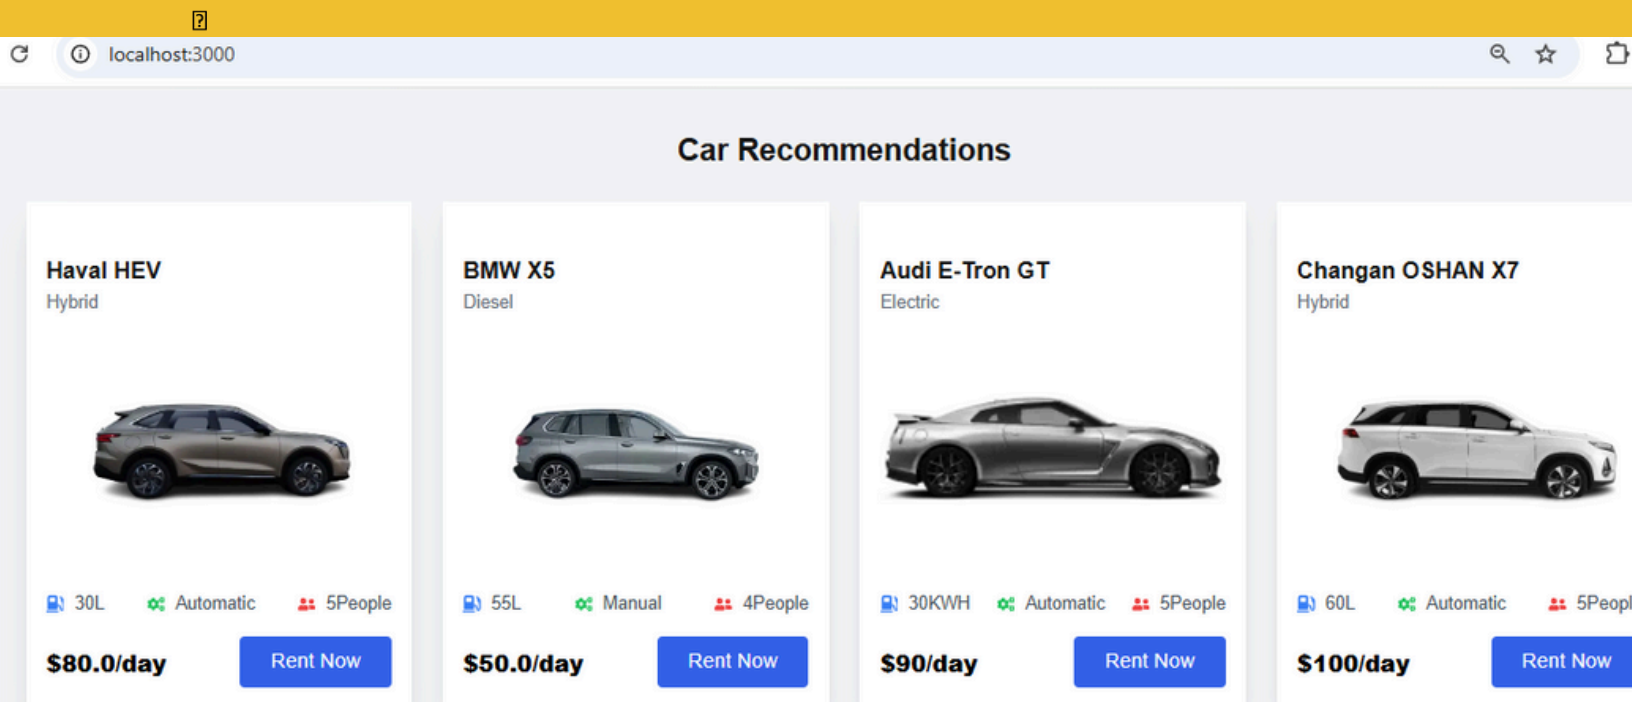 localhost:3000
Car Recommendations
Haval HEV
Hybrid
30L Automatic 5People
$80.0/day Rent Now
BMW X5
Diesel
55L Manual 4People
$50.0/day Rent Now
Audi E-Tron GT
Electric
30KWH Automatic 5People
$90/day Rent Now
Changan OSHAN X7
Hybrid
60L Automatic 5Peopl
$100/day Rent Now